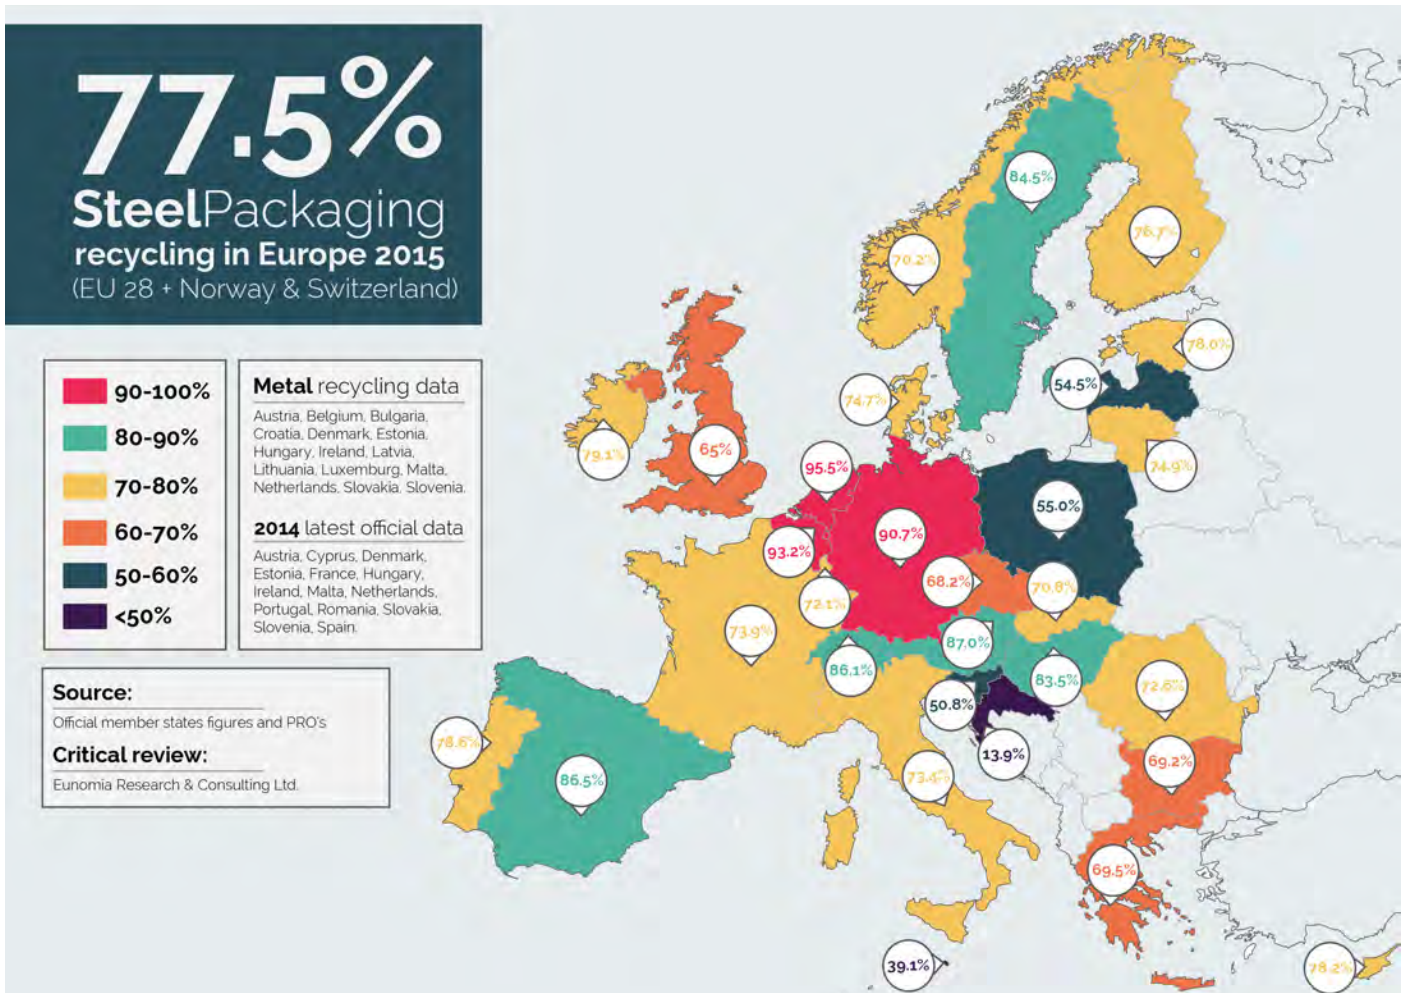 77.5%
SteelPackaging
recycling in Europe 2015
(EU 28 + Norway & Switzerland)
90-100%
80-90%
70-80%
60-70%
50-60%
<50%
Metal recycling data
Austria, Belgium, Bulgaria,
Croatia, Denmark, Estonia,
Hungary, Ireland, Latvia,
Lithuania, Luxemburg, Malta,
Netherlands, Slovakia. Slovenia.
2014 latest official data
Austria, Cyprus, Denmark,
Estonia, France, Hungary,
Ireland, Malta, Netherlands,
Portugal, Romania, Slovakia,
Slovenia, Spain.
Source:
Official member states figures and PRO's
Critical review:
Eunomia Research & Consulting Ltd.
84.5%
76.7%
70.2%
78.0%
54.5%
74.7%
79.1%
65%
95.5%
74.9%
55.0%
90.7%
93.2%
68.2%
70.8%
72.1%
73.9%
87.0%
86.1%
83.5%
72.6%
50.8%
78.6%
13.9%
69.2%
73.4%
86.5%
69.5%
39.1%
78.2%